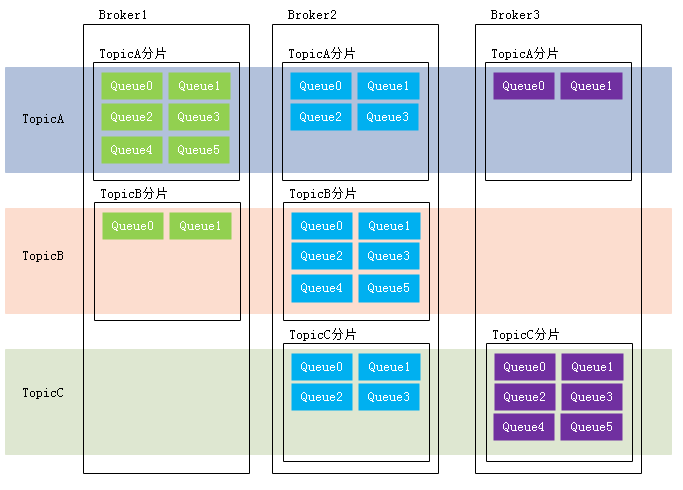 Broker1 Broker2 Broker3
TopicA分片 TopicA分片 TopicA分片
Queue0 Queue1 Queue0 Queue1 Queue0 Queue1
TopicA
Queue2 Queue3 Queue2 Queue3
Queue4 Queue5
TopicB分片 TopicB分片
Queue0 Queue1 Queue0 Queue1
TopicB
Queue2 Queue3
Queue4 Queue5
TopicC分片 TopicC分片
Queue0 Queue1 Queue0 Queue1
TopicC
Queue2 Queue3 Queue2 Queue3
Queue4 Queue5